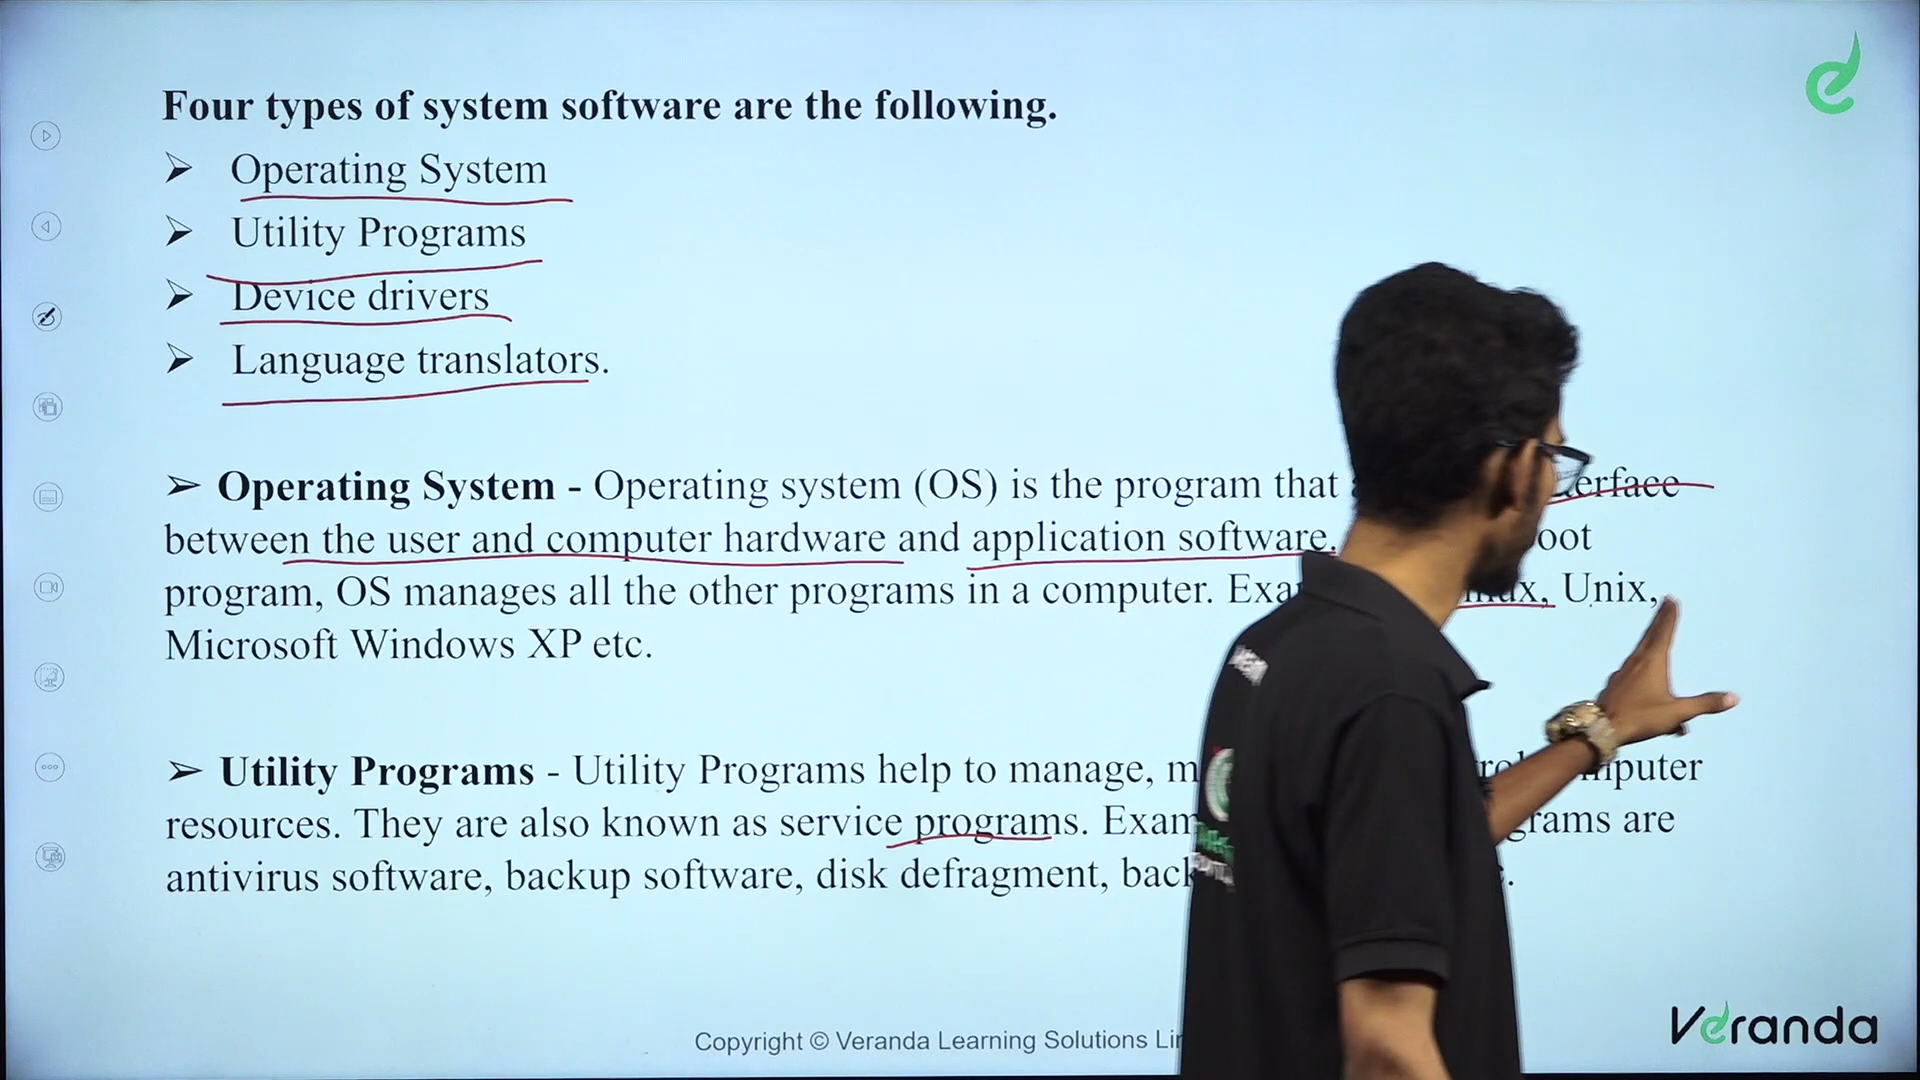 Four types of system software are the following.
➢ Operating System
➢ Utility Programs
➢ Device drivers
➢ Language translators.
➢ Operating System - Operating system (OS) is the program that
between the user and computer hardware and application software.
program, OS manages all the other programs in a computer. Unix,
Microsoft Windows XP etc.
➢ Utility Programs - Utility Programs help to manage, computer
resources. They are also known as service programs. are
antivirus software, backup software, disk defragment,
Copyright © Veranda Learning Solutions
Veranda